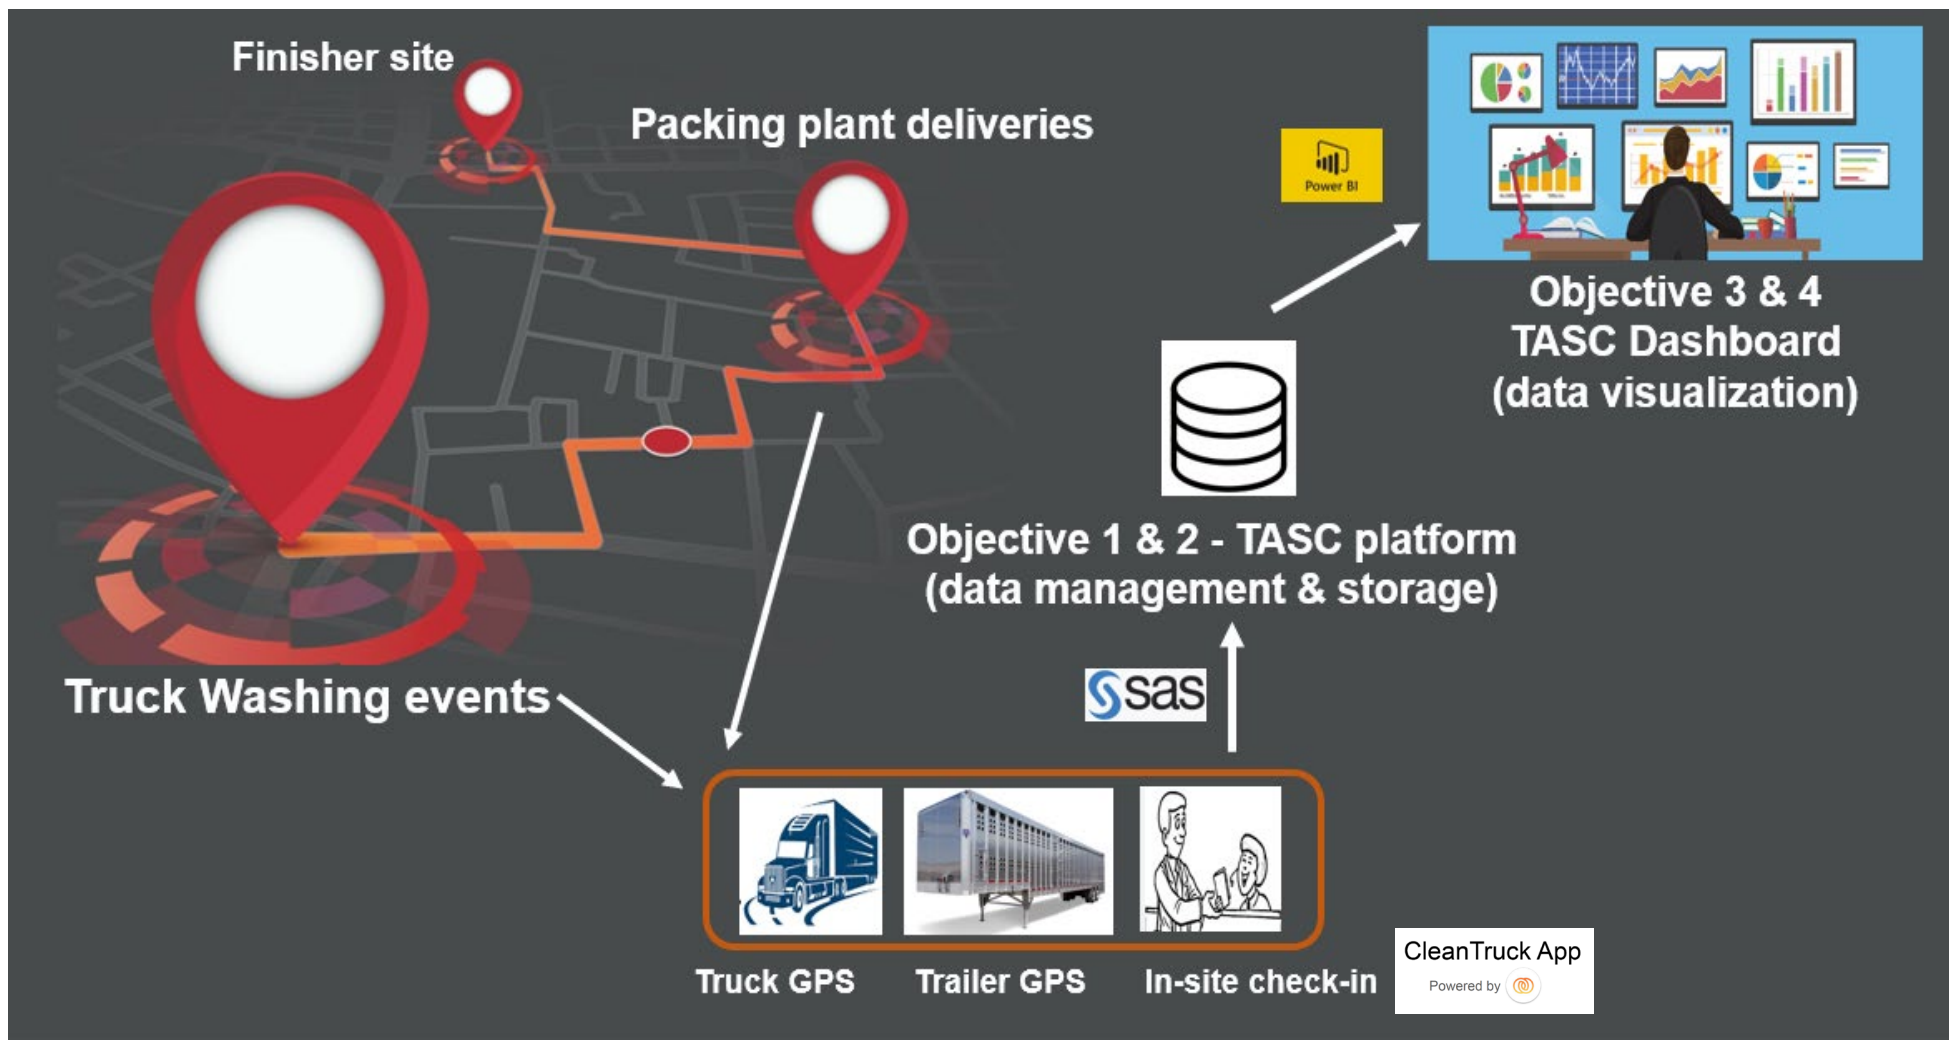 Finisher site
Packing plant deliveries
Power BI
Objective 3 & 4
TASC Dashboard
(data visualization)
Objective 1 & 2 - TASC platform
(data management & storage)
Truck Washing events
sas
Truck GPS
Trailer GPS
In-site check-in
CleanTruck App
Powered by